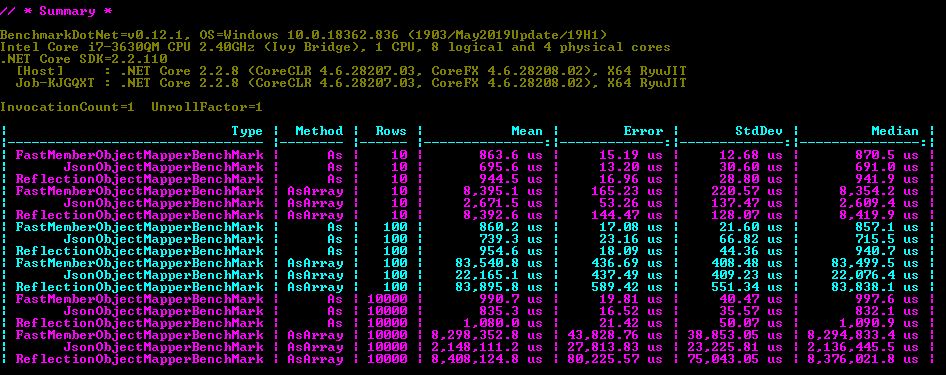 // * Summary *
BenchmarkDotNet=v0.12.1, OS=Windows 10.0.18362.836 (1903/May2019Update/19H1)
Intel Core i7-3630QM CPU 2.40GHz (Ivy Bridge), 1 CPU, 8 logical and 4 physical cores
.NET Core SDK=2.2.110
[Host] : .NET Core 2.2.8 (CoreCLR 4.6.28207.03, CoreFX 4.6.28208.02), X64 RyuJIT
Job-KJGQXT : .NET Core 2.2.8 (CoreCLR 4.6.28207.03, CoreFX 4.6.28208.02), X64 RyuJIT
InvocationCount=1 UnrollFactor=1
| Type | Method | Rows | Mean | Error | StdDev | Median |
|---------------------------------- |-------- |------ |---------------:|-------------:|-------------:|---------------:|
| FastMemberObjectMapperBenchMark | As | 10 | 863.6 us | 15.19 us | 12.68 us | 870.5 us |
| JsonObjectMapperBenchMark | As | 10 | 695.6 us | 13.20 us | 30.60 us | 691.0 us |
| ReflectionObjectMapperBenchMark | As | 10 | 944.5 us | 16.96 us | 28.80 us | 941.9 us |
| FastMemberObjectMapperBenchMark | AsArray | 10 | 8,395.1 us | 165.23 us | 220.57 us | 8,354.2 us |
| JsonObjectMapperBenchMark | AsArray | 10 | 2,671.5 us | 53.26 us | 137.47 us | 2,609.4 us |
| ReflectionObjectMapperBenchMark | AsArray | 10 | 8,392.6 us | 144.47 us | 128.07 us | 8,419.9 us |
| FastMemberObjectMapperBenchMark | As | 100 | 860.2 us | 17.08 us | 21.60 us | 857.1 us |
| JsonObjectMapperBenchMark | As | 100 | 739.3 us | 23.16 us | 66.82 us | 715.5 us |
| ReflectionObjectMapperBenchMark | As | 100 | 954.6 us | 18.09 us | 44.36 us | 940.7 us |
| FastMemberObjectMapperBenchMark | AsArray | 100 | 83,540.8 us | 436.69 us | 408.48 us | 83,499.5 us |
| JsonObjectMapperBenchMark | AsArray | 100 | 22,165.1 us | 437.49 us | 409.23 us | 22,076.4 us |
| ReflectionObjectMapperBenchMark | AsArray | 100 | 83,895.8 us | 589.42 us | 551.34 us | 83,838.1 us |
| FastMemberObjectMapperBenchMark | As | 10000 | 990.7 us | 19.81 us | 40.47 us | 997.6 us |
| JsonObjectMapperBenchMark | As | 10000 | 835.3 us | 16.52 us | 35.57 us | 832.1 us |
| ReflectionObjectMapperBenchMark | As | 10000 | 1,080.0 us | 21.42 us | 50.07 us | 1,090.9 us |
| FastMemberObjectMapperBenchMark | AsArray | 10000 | 8,298,352.8 us | 43,828.76 us | 38,853.05 us | 8,294,833.4 us |
| JsonObjectMapperBenchMark | AsArray | 10000 | 2,148,111.2 us | 27,813.83 us | 23,225.81 us | 2,136,445.5 us |
| ReflectionObjectMapperBenchMark | AsArray | 10000 | 8,408,124.8 us | 80,225.57 us | 75,043.05 us | 8,376,021.8 us |